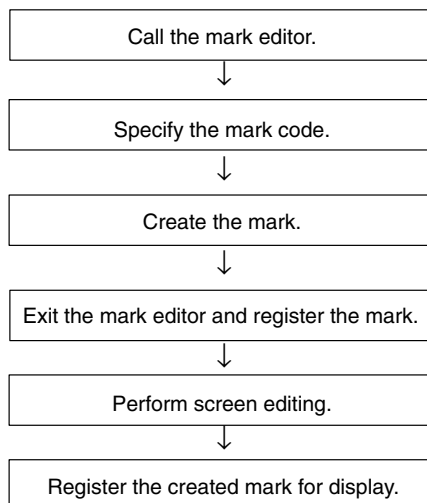 Call the mark editor.
Specify the mark code.
Create the mark.
Exit the mark editor and register the mark.
Perform screen editing.
Register the created mark for display.